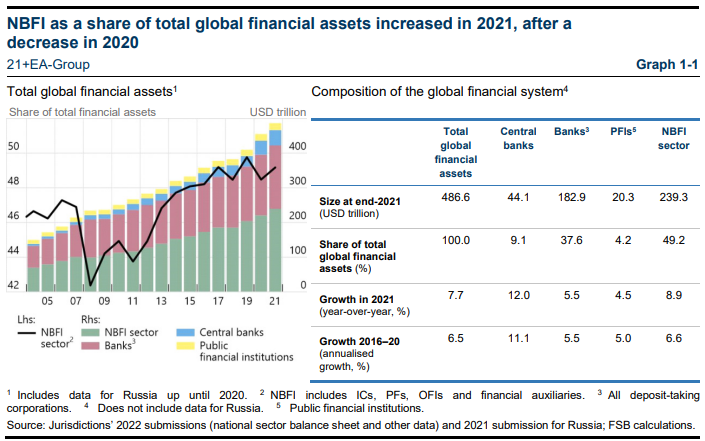 NBFI as a share of total global financial assets increased in 2021, after a
decrease in 2020
21+EA-Group Graph 1-1
Total global financial assets¹
Share of total financial assets USD trillion
50 400
48 300
46 200
44 100
42 0
05 07 09 11 13 15 17 19 21
Lhs: Rhs:
NBFI sector² NBFI sector Central banks
Banks³ Public financial institutions
Composition of the global financial system⁴
Total global financial assets Central banks Banks³ PFIs⁵ NBFI sector
Size at end-2021 (USD trillion) 486.6 44.1 182.9 20.3 239.3
Share of total global financial assets (%) 100.0 9.1 37.6 4.2 49.2
Growth in 2021 (year-over-year, %) 7.7 12.0 5.5 4.5 8.9
Growth 2016–20 (annualised growth, %) 6.5 11.1 5.5 5.0 6.6
¹ Includes data for Russia up until 2020. ² NBFI includes ICs, PFs, OFIs and financial auxiliaries. ³ All deposit-taking
corporations. ⁴ Does not include data for Russia. ⁵ Public financial institutions.
Source: Jurisdictions' 2022 submissions (national sector balance sheet and other data) and 2021 submission for Russia; FSB calculations.